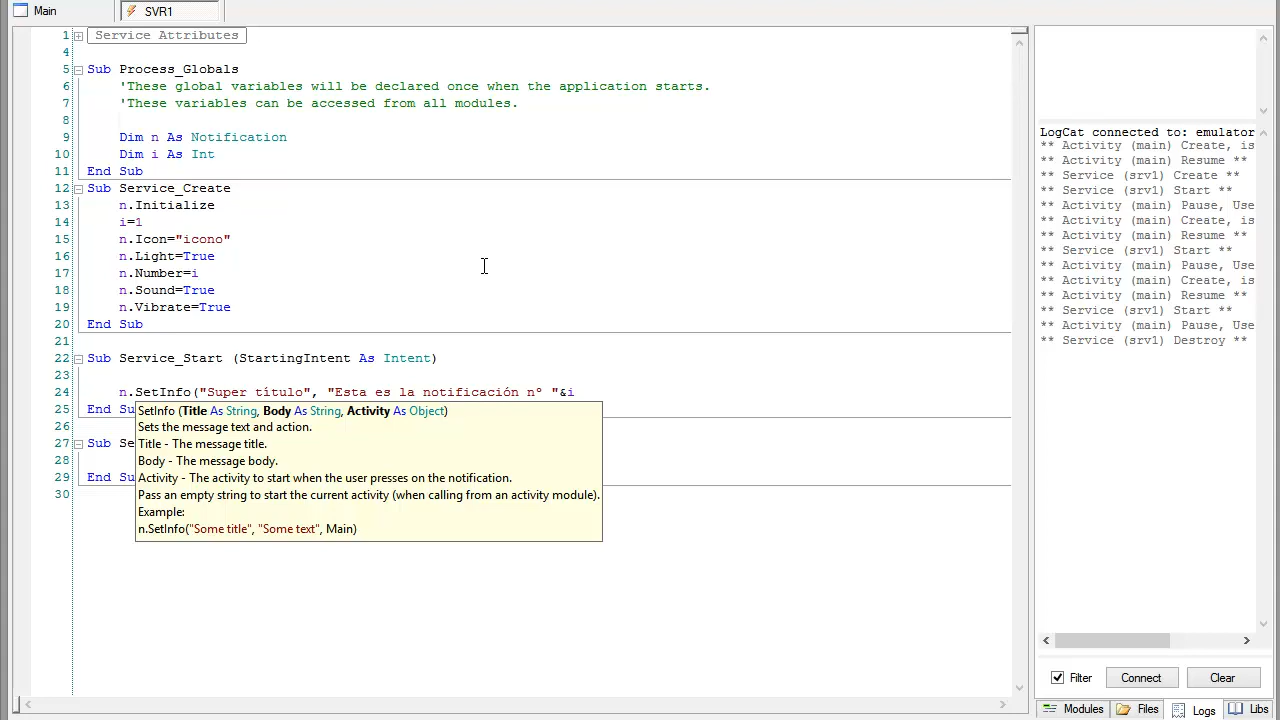 Main
SVR1
1 Service Attributes
4
5 Sub Process_Globals
6 'These global variables will be declared once when the application starts.
7 'These variables can be accessed from all modules.
8
9 Dim n As Notification
10 Dim i As Int
11 End Sub
12 Sub Service_Create
13 n.Initialize
14 i=1
15 n.Icon="icono"
16 n.Light=True
17 n.Number=i
18 n.Sound=True
19 n.Vibrate=True
20 End Sub
21
22 Sub Service_Start (StartingIntent As Intent)
23
24 n.SetInfo("Super título", "Esta es la notificación nº "&i
25 End Su
26
27 Sub Se
28
29 End Su
30
SetInfo (Title As String, Body As String, Activity As Object)
Sets the message text and action.
Title - The message title.
Body - The message body.
Activity - The activity to start when the user presses on the notification.
Pass an empty string to start the current activity (when calling from an activity module).
Example:
n.SetInfo("Some title", "Some text", Main)
LogCat connected to: emulator
** Activity (main) Create, is
** Activity (main) Resume **
** Service (srv1) Create **
** Service (srv1) Start **
** Activity (main) Pause, Use
** Activity (main) Create, is
** Activity (main) Resume **
** Service (srv1) Start **
** Activity (main) Pause, Use
** Activity (main) Create, is
** Activity (main) Resume **
** Service (srv1) Start **
** Activity (main) Pause, Use
** Service (srv1) Destroy **
Filter Connect Clear
Modules Files Logs Libs